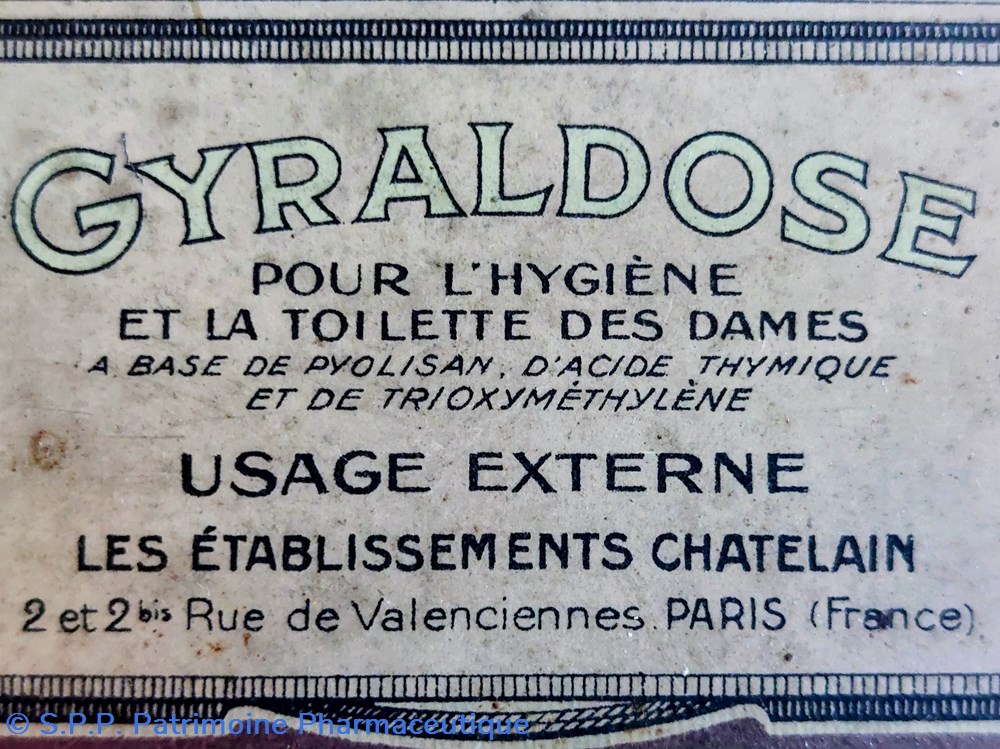 GYRALDOSE
POUR L'HYGIÈNE
ET LA TOILETTE DES DAMES
A BASE DE PYOLISAN, D'ACIDE THYMIQUE
ET DE TRIOXYMÉTHYLÈNE
USAGE EXTERNE
LES ÉTABLISSEMENTS CHATELAIN
2 et 2 bis Rue de Valenciennes. PARIS (France)
© S.P.P. Patrimoine Pharmaceutique